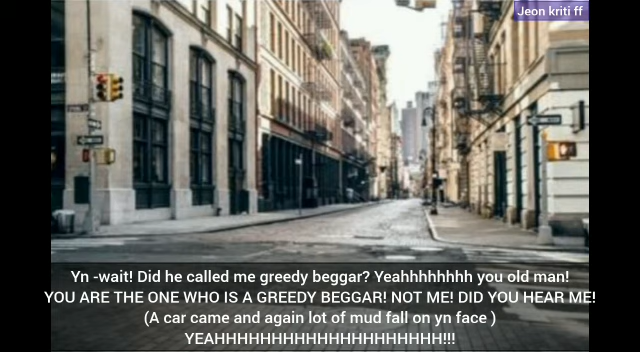 Jeon kriti ff
Yn -wait! Did he called me greedy beggar? Yeahhhhhhhh you old man!
YOU ARE THE ONE WHO IS A GREEDY BEGGAR! NOT ME! DID YOU HEAR ME!
(A car came and again lot of mud fall on yn face )
YEAHHHHHHHHHHHHHHHHHHHHH!!!